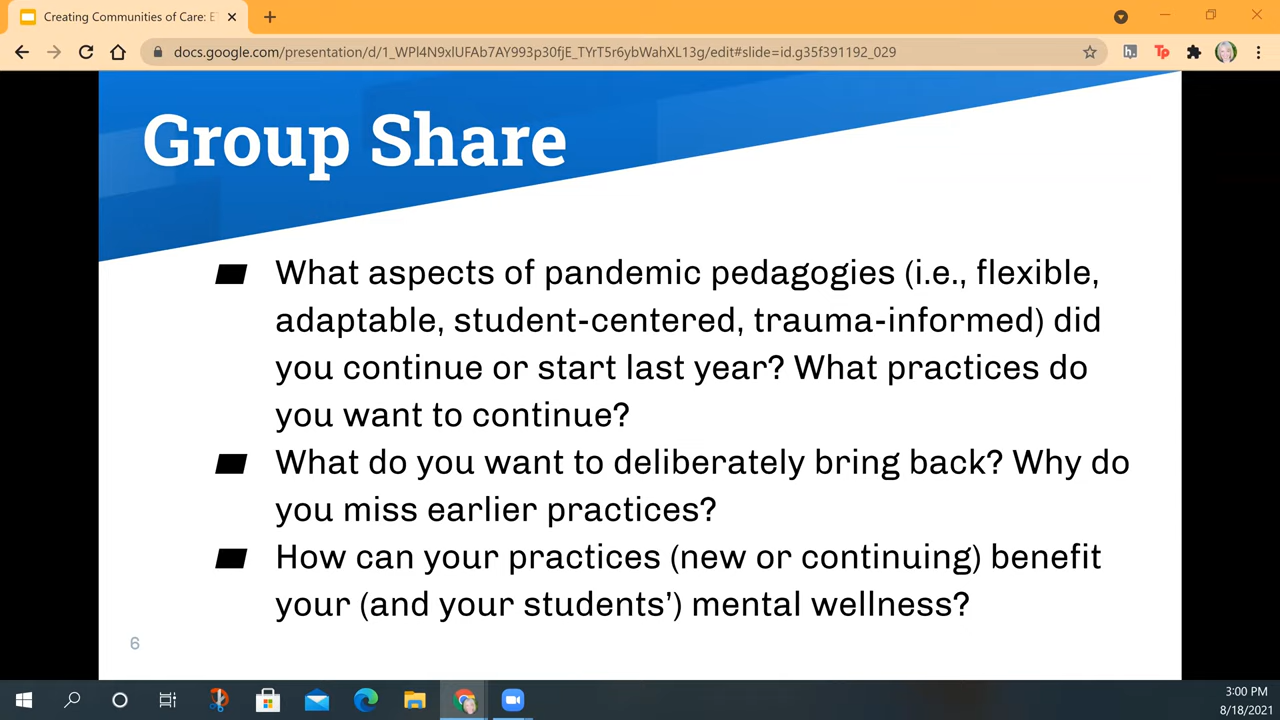 Creating Communities of Care: E
docs.google.com/presentation/d/1_WPl4N9xlUFAb7AY993p30fjE_TYrT5r6ybWahXL13g/edit#slide=id.g35f391192_029
h.
Tp
Group Share
What aspects of pandemic pedagogies (i.e., flexible,
adaptable, student-centered, trauma-informed) did
you continue or start last year? What practices do
you want to continue?
What do you want to deliberately bring back? Why do
you miss earlier practices?
How can your practices (new or continuing) benefit
your (and your students’) mental wellness?
6
3:00 PM
8/18/2021